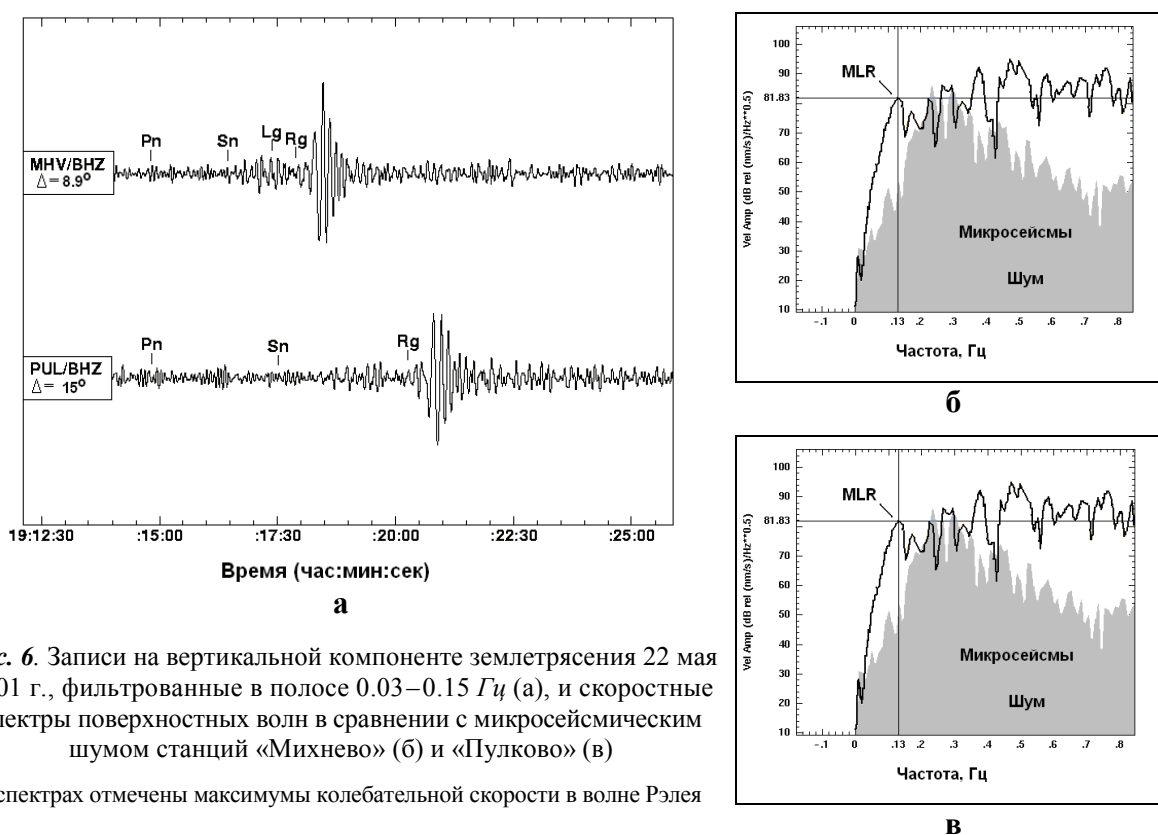 Pn
Sn
Lg
Rg
MHV/BHZ
Δ= 8.9⁰
Pn
Sn
Rg
PUL/BHZ
Δ= 15⁰
19:12:30 :15:00 :17:30 :20:00 :22:30 :25:00
Время (час:мин:сек)
а
Vel Amp (dB rel (nm/s)/Hz**0.5)
100
90
81.83
70
60
50
40
30
20
10
MLR
Микросейсмы
Шум
-.1 0 .13 .2 .3 .4 .5 .6 .7 .8
Частота, Гц
б
Vel Amp (dB rel (nm/s)/Hz**0.5)
100
90
81.83
70
60
50
40
30
20
10
MLR
Микросейсмы
Шум
-.1 0 .13 .2 .3 .4 .5 .6 .7 .8
Частота, Гц
в
с. 6. Записи на вертикальной компоненте землетрясения 22 мая
01 г., фильтрованные в полосе 0.03–0.15 Гц (а), и скоростные
пектры поверхностных волн в сравнении с микросейсмическим
шумом станций «Михнево» (б) и «Пулково» (в)
спектрах отмечены максимумы колебательной скорости в волне Рэлея